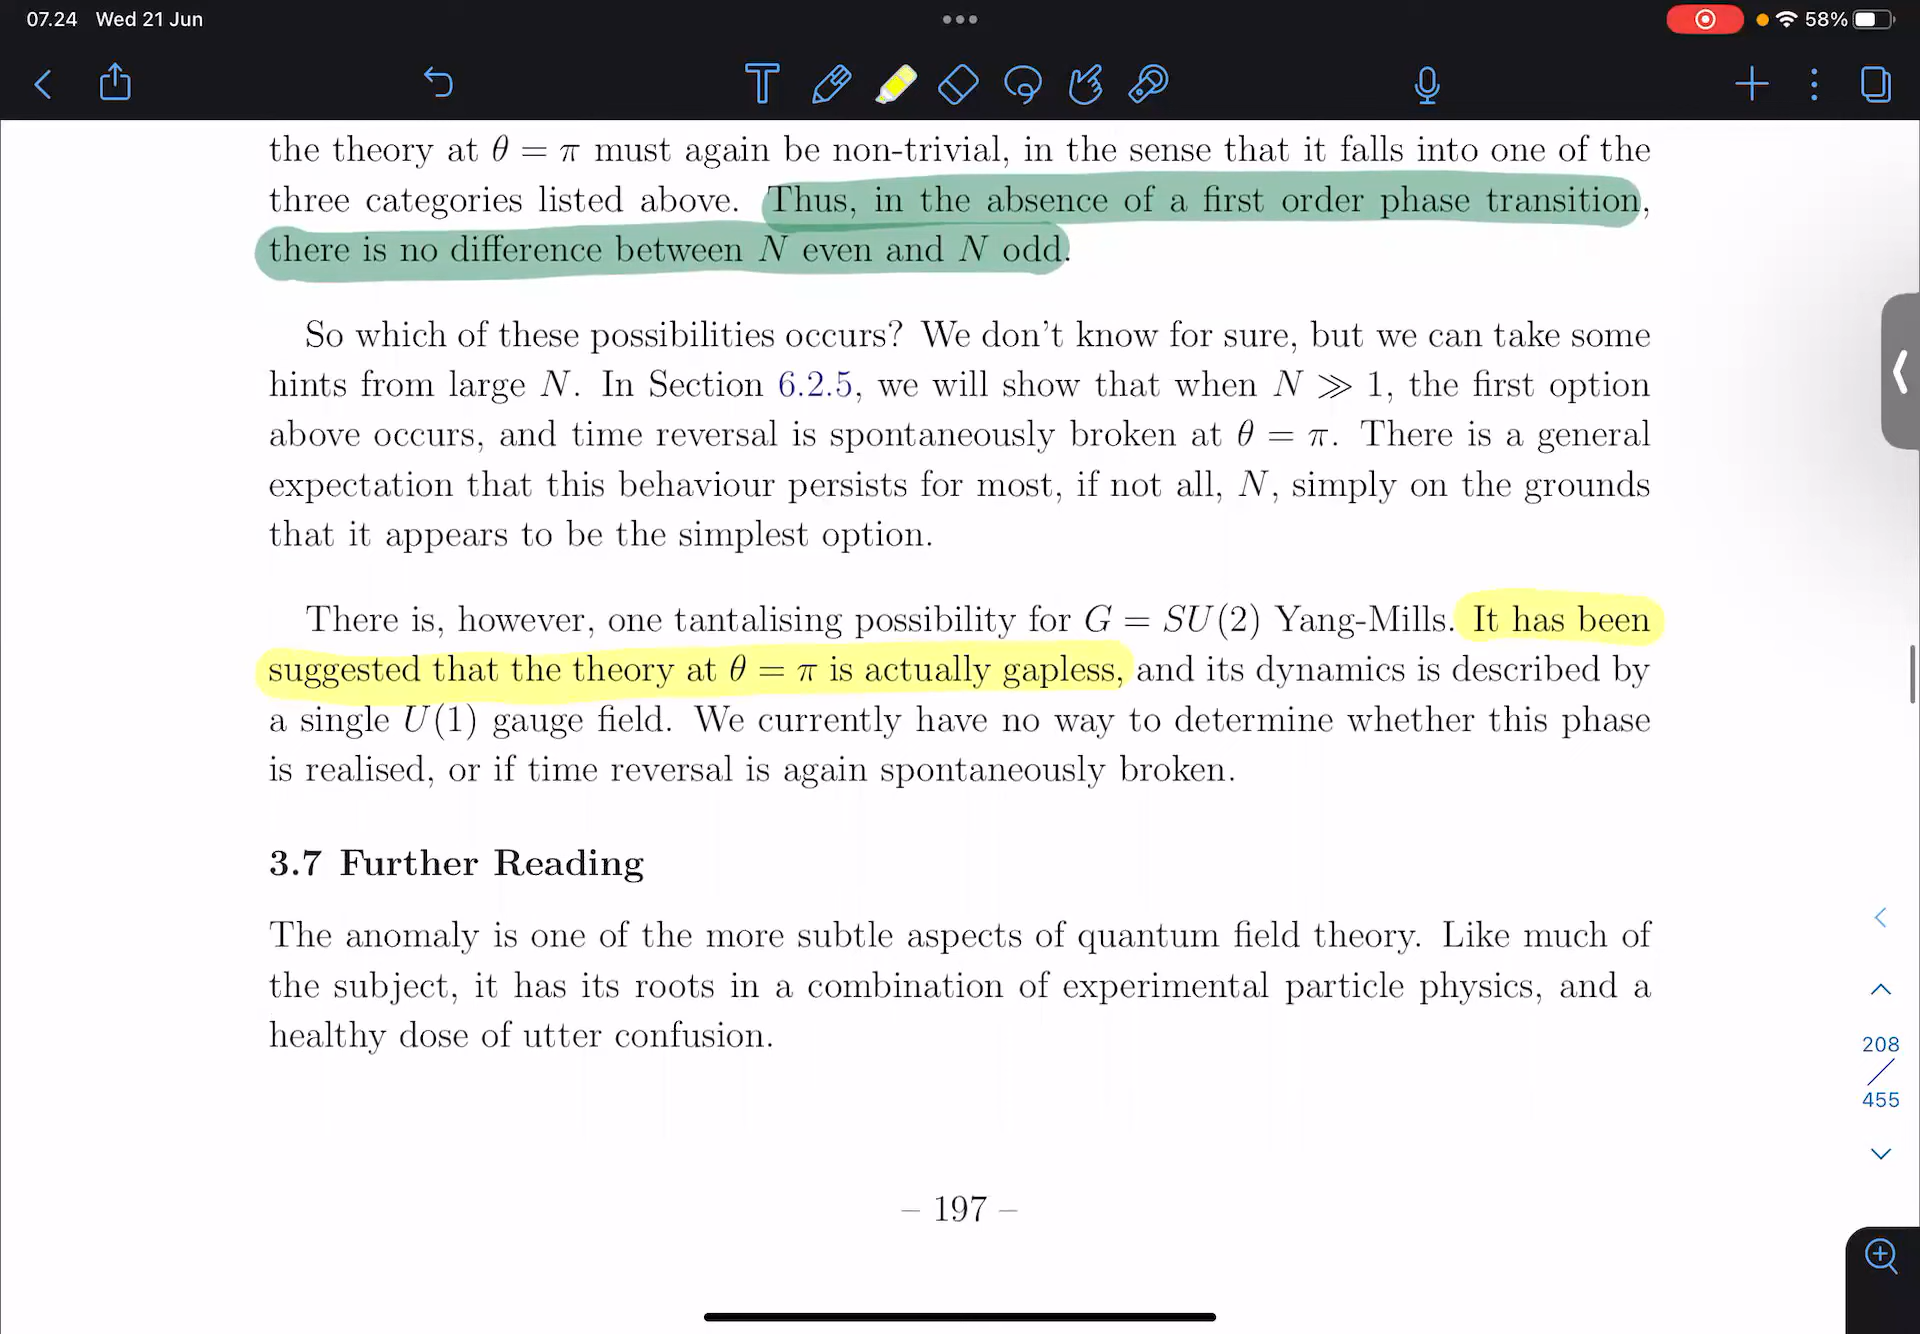 07.24 Wed 21 Jun
58%
the theory at θ = π must again be non-trivial, in the sense that it falls into one of the
three categories listed above. Thus, in the absence of a first order phase transition,
there is no difference between N even and N odd.
So which of these possibilities occurs? We don't know for sure, but we can take some
hints from large N. In Section 6.2.5, we will show that when N ≫ 1, the first option
above occurs, and time reversal is spontaneously broken at θ = π. There is a general
expectation that this behaviour persists for most, if not all, N, simply on the grounds
that it appears to be the simplest option.
There is, however, one tantalising possibility for G = SU(2) Yang-Mills. It has been
suggested that the theory at θ = π is actually gapless, and its dynamics is described by
a single U(1) gauge field. We currently have no way to determine whether this phase
is realised, or if time reversal is again spontaneously broken.
3.7 Further Reading
The anomaly is one of the more subtle aspects of quantum field theory. Like much of
the subject, it has its roots in a combination of experimental particle physics, and a
healthy dose of utter confusion.
208
/
455
– 197 –